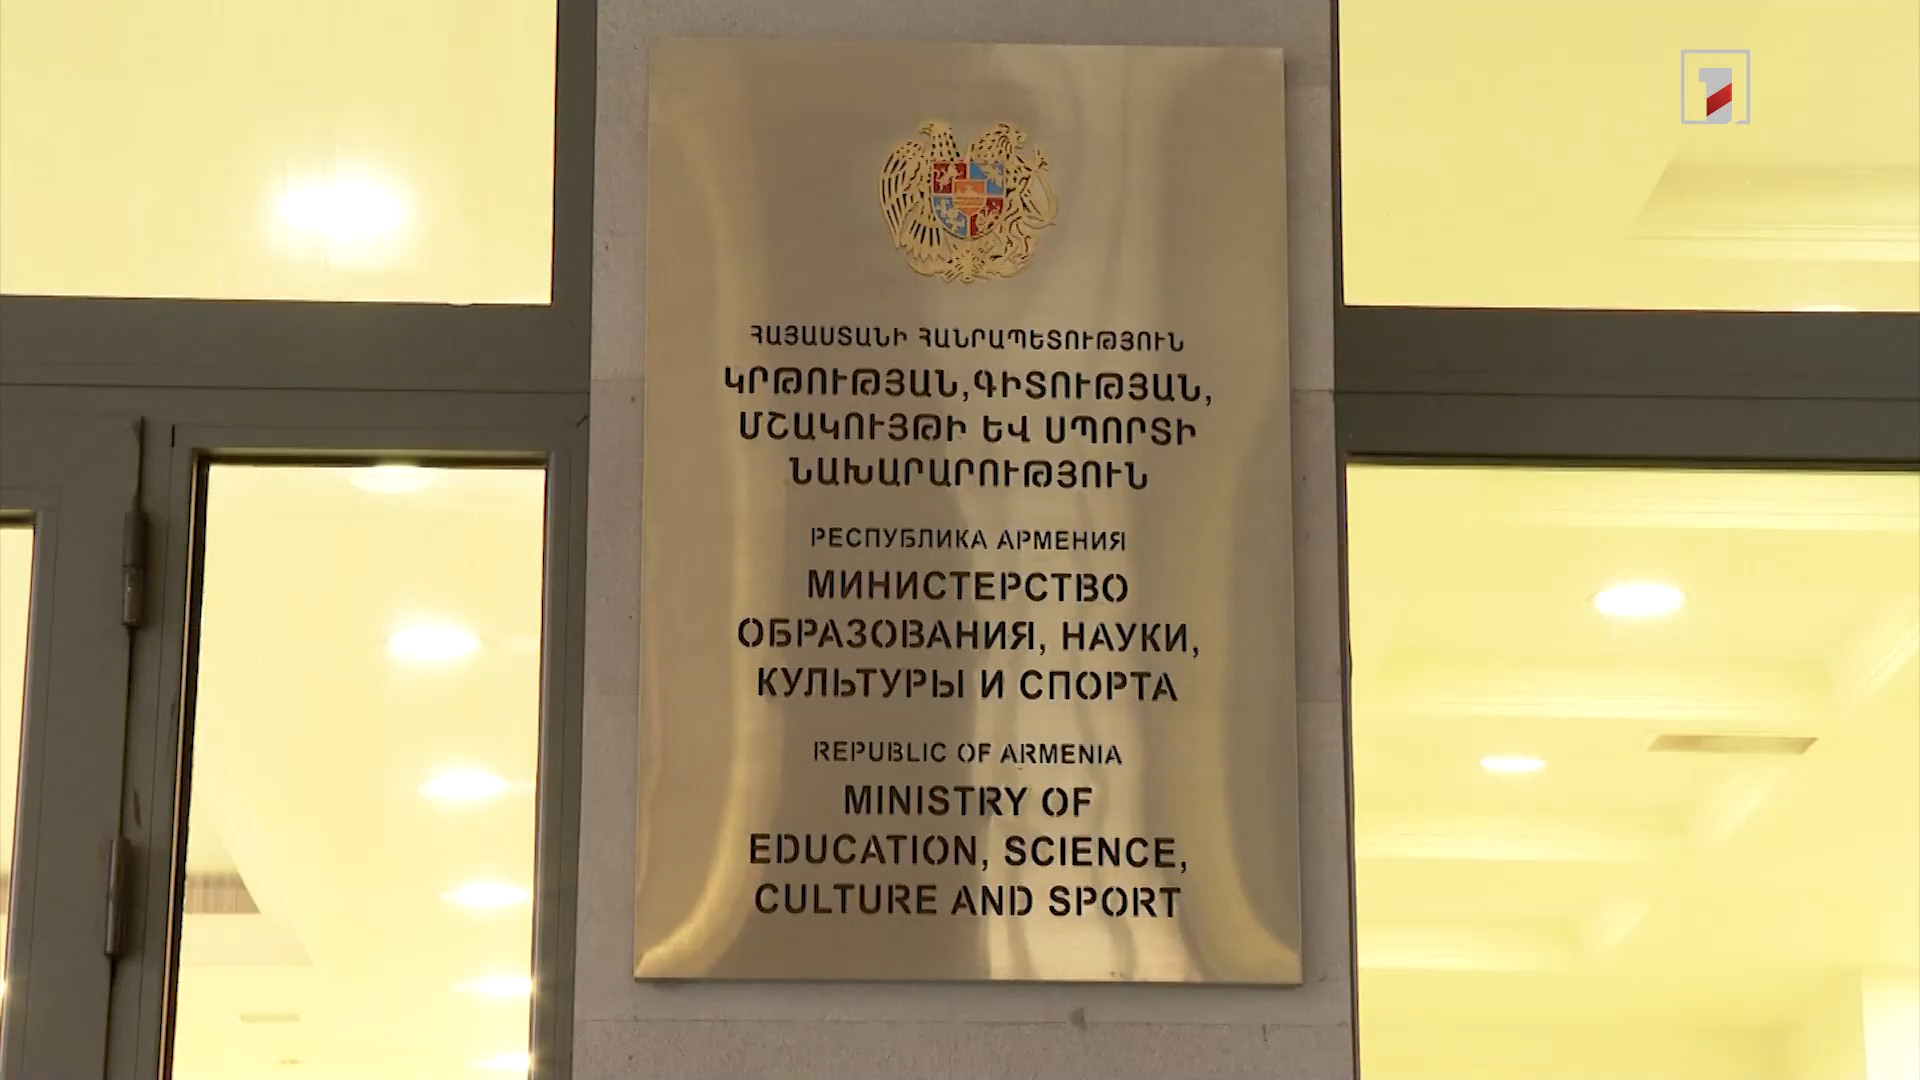 ՀԱՅԱՍՏԱՆԻ ՀԱՆՐԱՊԵՏՈՒԹՅՈՒՆ
ԿՐԹՈՒԹՅԱՆ,ԳԻՏՈՒԹՅԱՆ,
ՄՇԱԿՈՒՅԹԻ ԵՎ ՍՊՈՐՏԻ
ՆԱԽԱՐԱՐՈՒԹՅՈՒՆ
РЕСПУБЛИКА АРМЕНИЯ
МИНИСТЕРСТВО
ОБРАЗОВАНИЯ, НАУКИ,
КУЛЬТУРЫ И СПОРТА
REPUBLIC OF ARMENIA
MINISTRY OF
EDUCATION, SCIENCE,
CULTURE AND SPORT
1